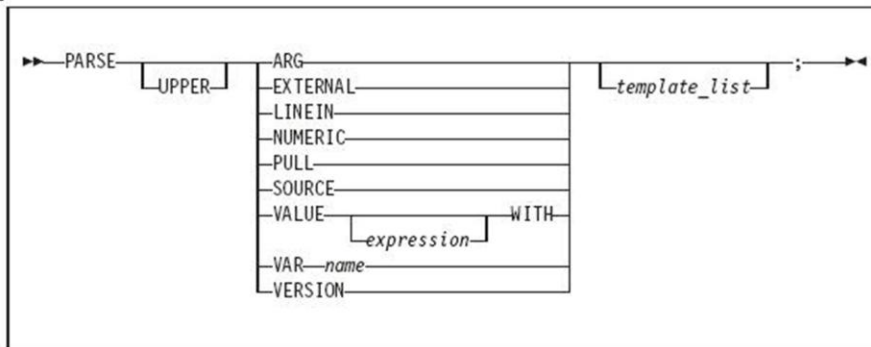 PARSE ARG
UPPER EXTERNAL template_list ;
LINEIN
NUMERIC
PULL
SOURCE
VALUE WITH
expression
VAR name
VERSION